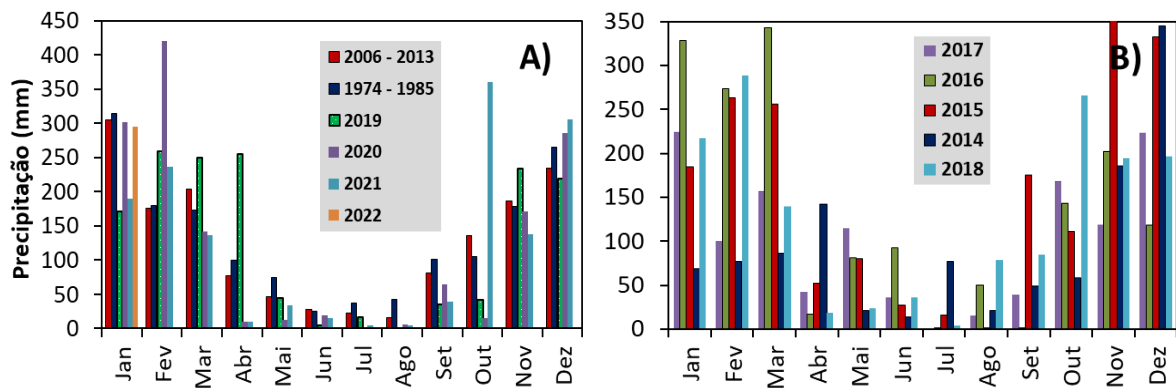 Precipitação (mm)
450
400
350
300
250
200
150
100
50
0
A)
2006 - 2013
1974 - 1985
2019
2020
2021
2022
Jan
Fev
Mar
Abr
Mai
Jun
Jul
Ago
Set
Out
Nov
Dez
350
300
250
200
150
100
50
0
B)
2017
2016
2015
2014
2018
Jan
Fev
Mar
Abr
Mai
Jun
Jul
Ago
Set
Out
Nov
Dez